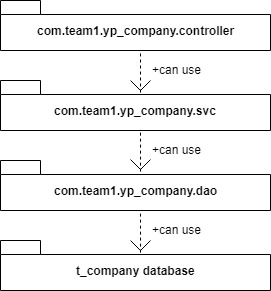 com.team1.yp_company.controller
+can use
com.team1.yp_company.svc
+can use
com.team1.yp_company.dao
+can use
t_company database